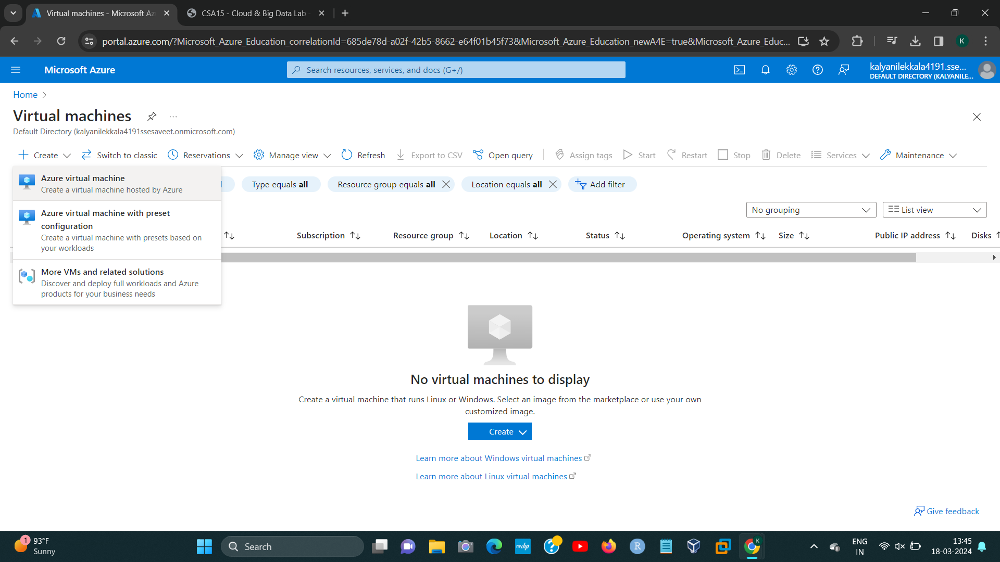 Virtual machines - Microsoft Az
CSA15 - Cloud & Big Data Lab -
portal.azure.com/?Microsoft_Azure_Education_correlationId=685de78d-a02f-42b5-8662-e64f01b45f73&Microsoft_Azure_Education_newA4E=true&Microsoft_Azure_Educ...
K
Microsoft Azure
Search resources, services, and docs (G+/)
kalyanilekkala4191.sse...
DEFAULT DIRECTORY (KALYANILE...
Home
Virtual machines
...
Default Directory (kalyanilekkala4191ssesaveet.onmicrosoft.com)
Create
Switch to classic
Reservations
Manage view
Refresh
Export to CSV
Open query
Assign tags
Start
Restart
Stop
Delete
Services
Maintenance
Azure virtual machine
Create a virtual machine hosted by Azure
Type equals all
Resource group equals all
Location equals all
Add filter
Azure virtual machine with preset
configuration
Create a virtual machine with presets based on
your workloads
No grouping
List view
Subscription
Resource group
Location
Status
Operating system
Size
Public IP address
Disks
More VMs and related solutions
Discover and deploy full workloads and Azure
products for your business needs
No virtual machines to display
Create a virtual machine that runs Linux or Windows. Select an image from the marketplace or use your own
customized image.
Create
Learn more about Windows virtual machines
Learn more about Linux virtual machines
Give feedback
1
93°F
Sunny
Search
myhp
R
K
ENG
IN
13:45
18-03-2024